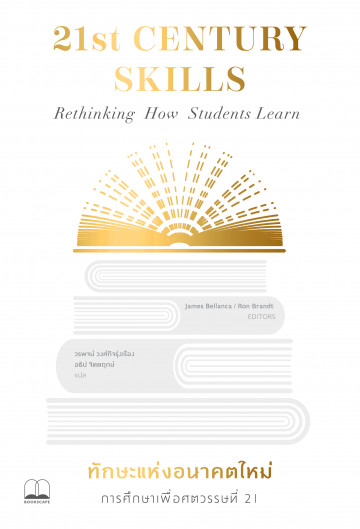 21st CENTURY
SKILLS
Rethinking How Students Learn
James Bellanca / Ron Brandt
EDITORS
วรพจน์ วงศ์กิจรุ่งเรือง
อธิป จิตตฤกษ์
แปล
ทักษะแห่งอนาคตใหม่
การศึกษาเพื่อศตวรรษที่ 21
BOOKSCAPE